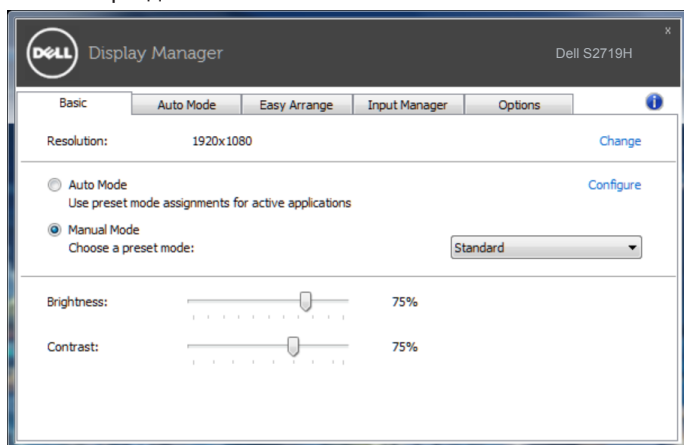 DELL
Display Manager
Dell S2719H
x
Basic
Auto Mode
Easy Arrange
Input Manager
Options
i
Resolution:
1920x1080
Change
Auto Mode
Configure
Use preset mode assignments for active applications
Manual Mode
Choose a preset mode:
Standard
Brightness:
75%
Contrast:
75%